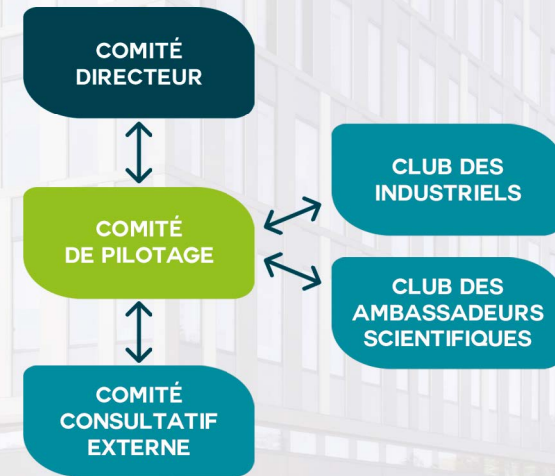 COMITÉ
DIRECTEUR
COMITÉ
DE PILOTAGE
CLUB DES
INDUSTRIELS
CLUB DES
AMBASSADEURS
SCIENTIFIQUES
COMITÉ
CONSULTATIF
EXTERNE